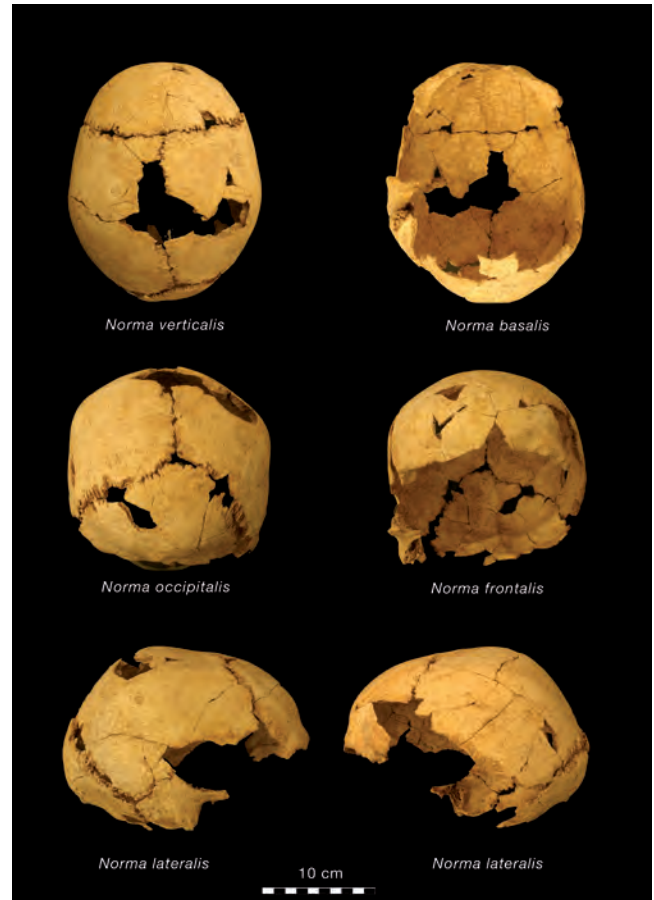 Norma verticalis
Norma basalis
Norma occipitalis
Norma frontalis
Norma lateralis
Norma lateralis
10 cm